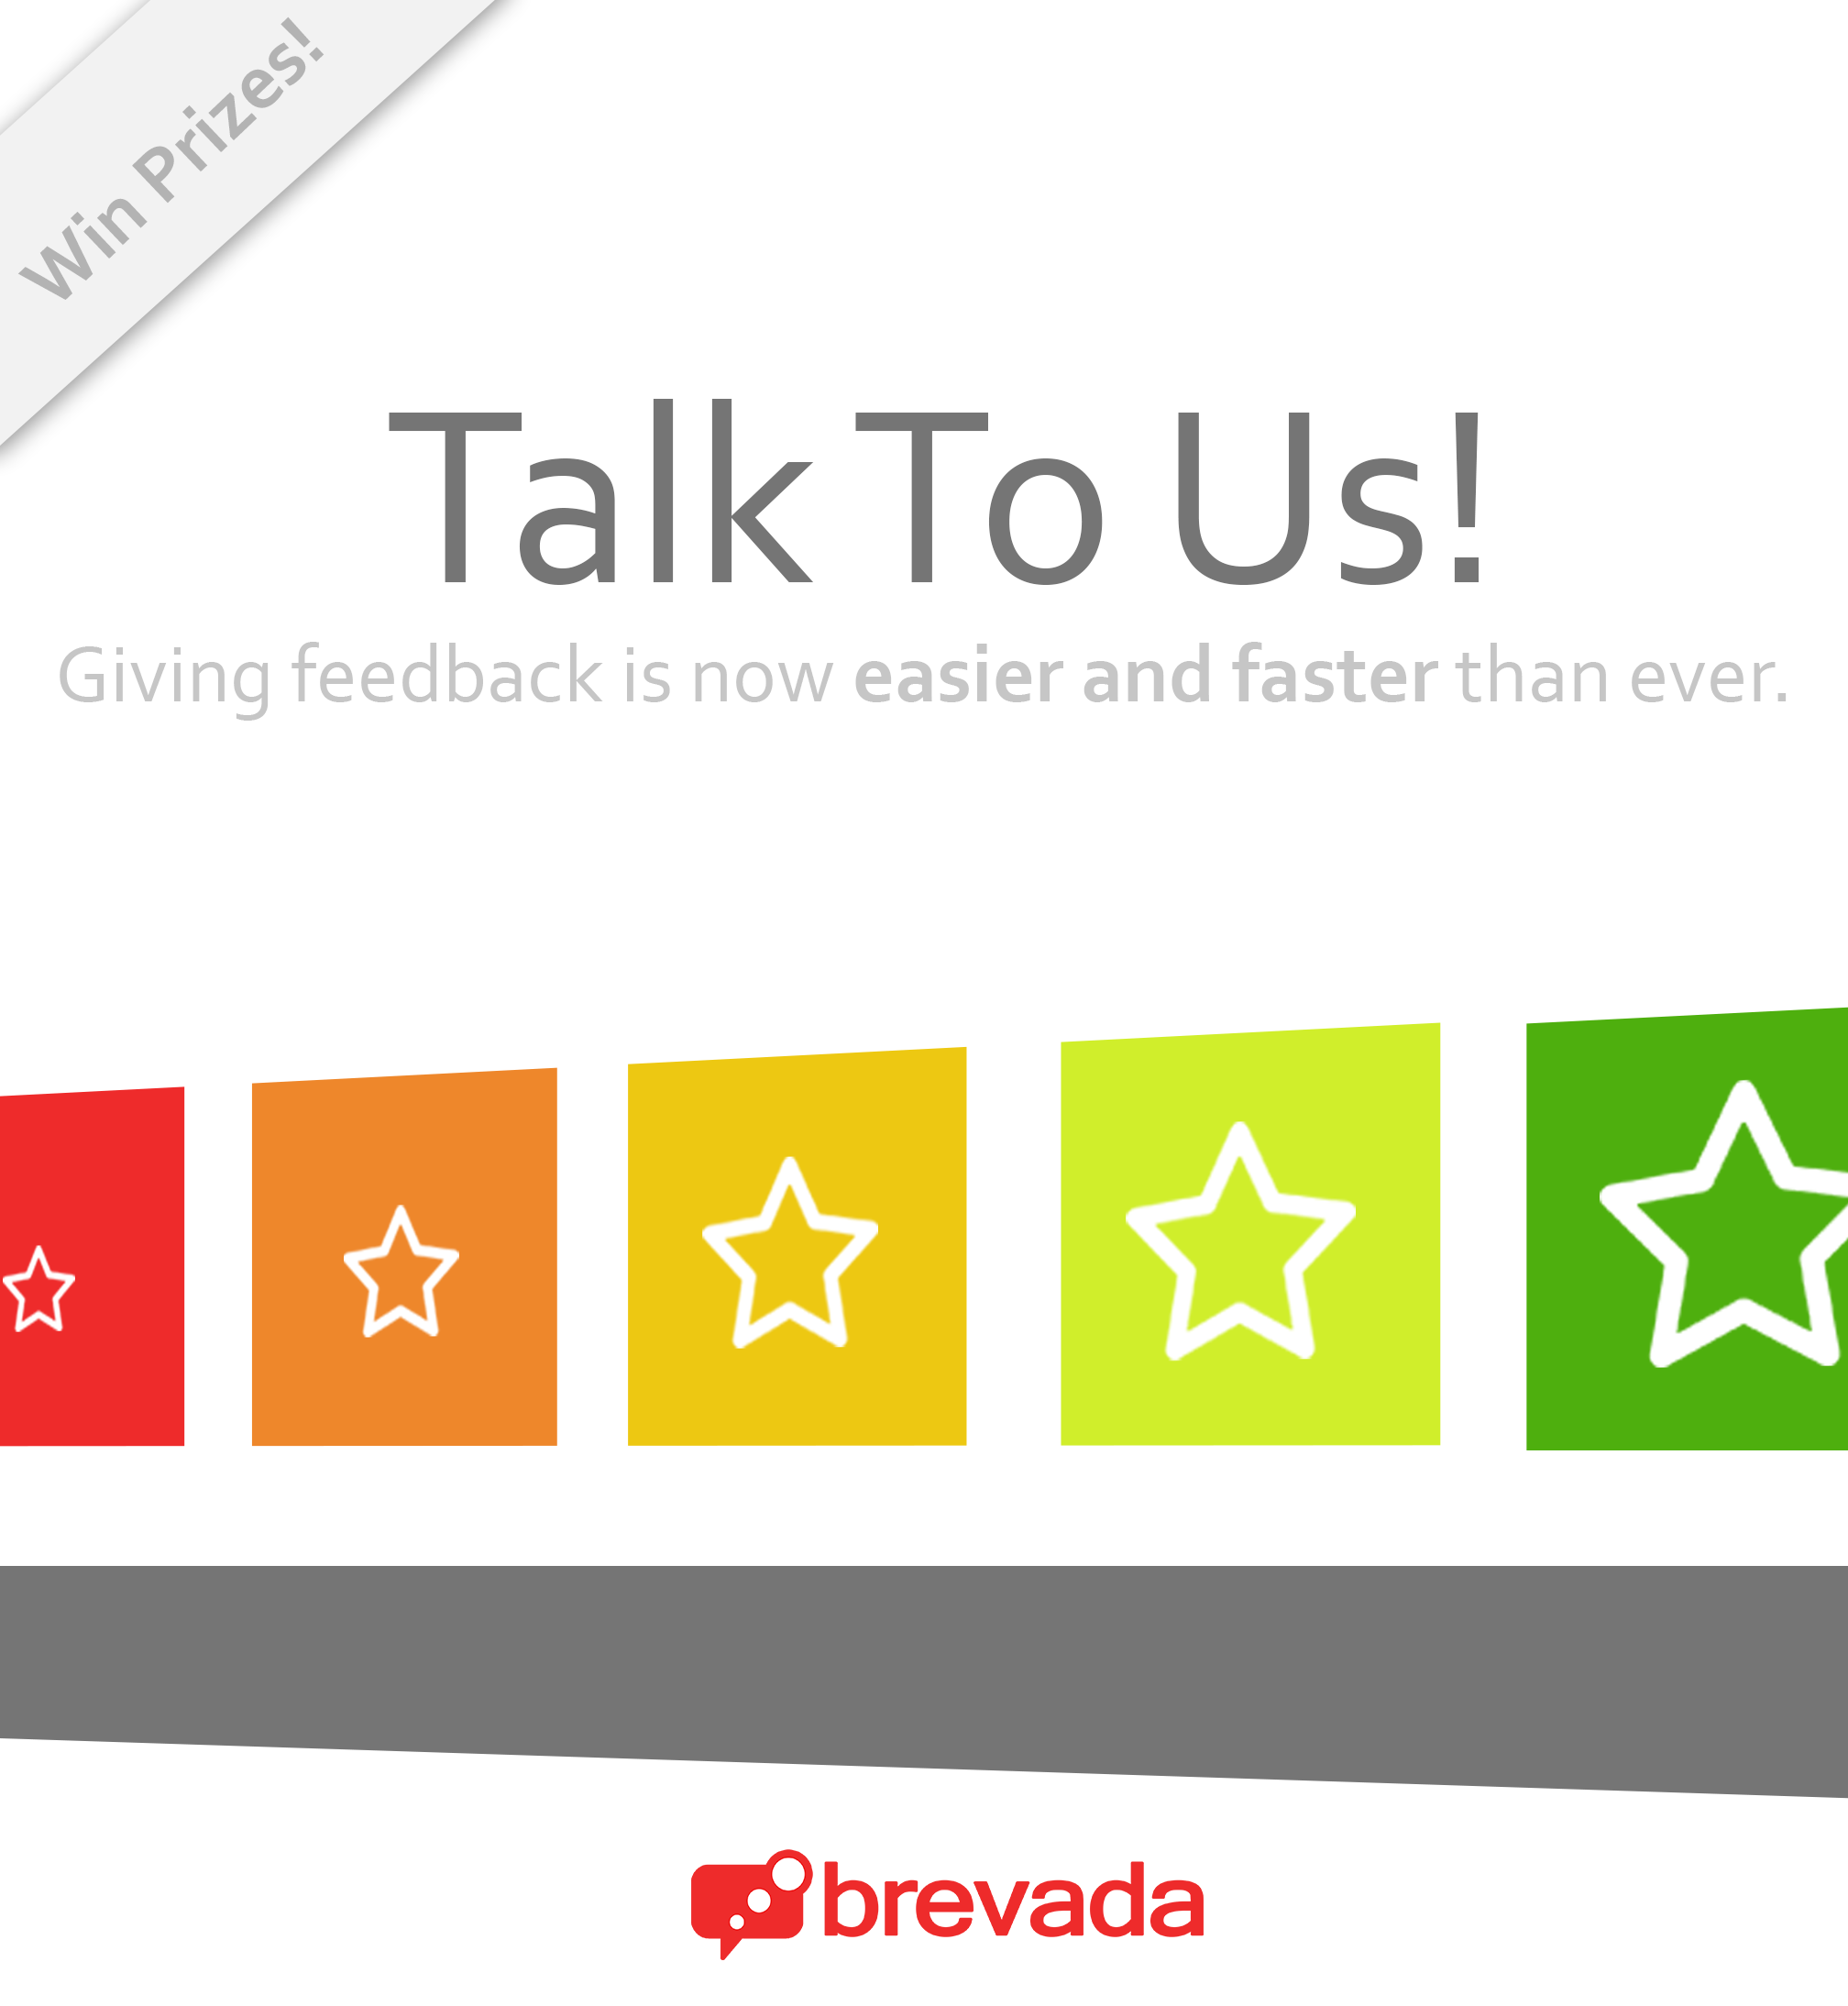 Win Prizes!
Talk To Us!
Giving feedback is now easier and faster than ever.
brevada